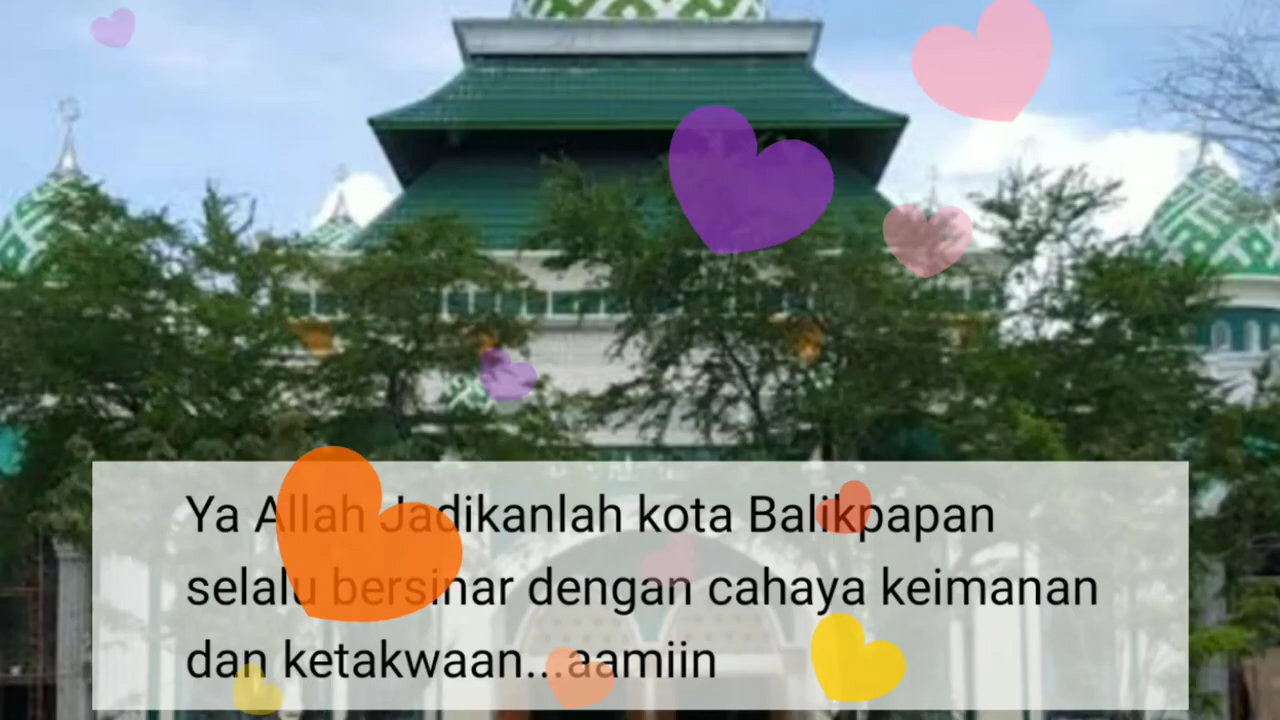 Ya Allah Jadikanlah kota Balikpapan
selalu bersinar dengan cahaya keimanan
dan ketakwaan...aamiin